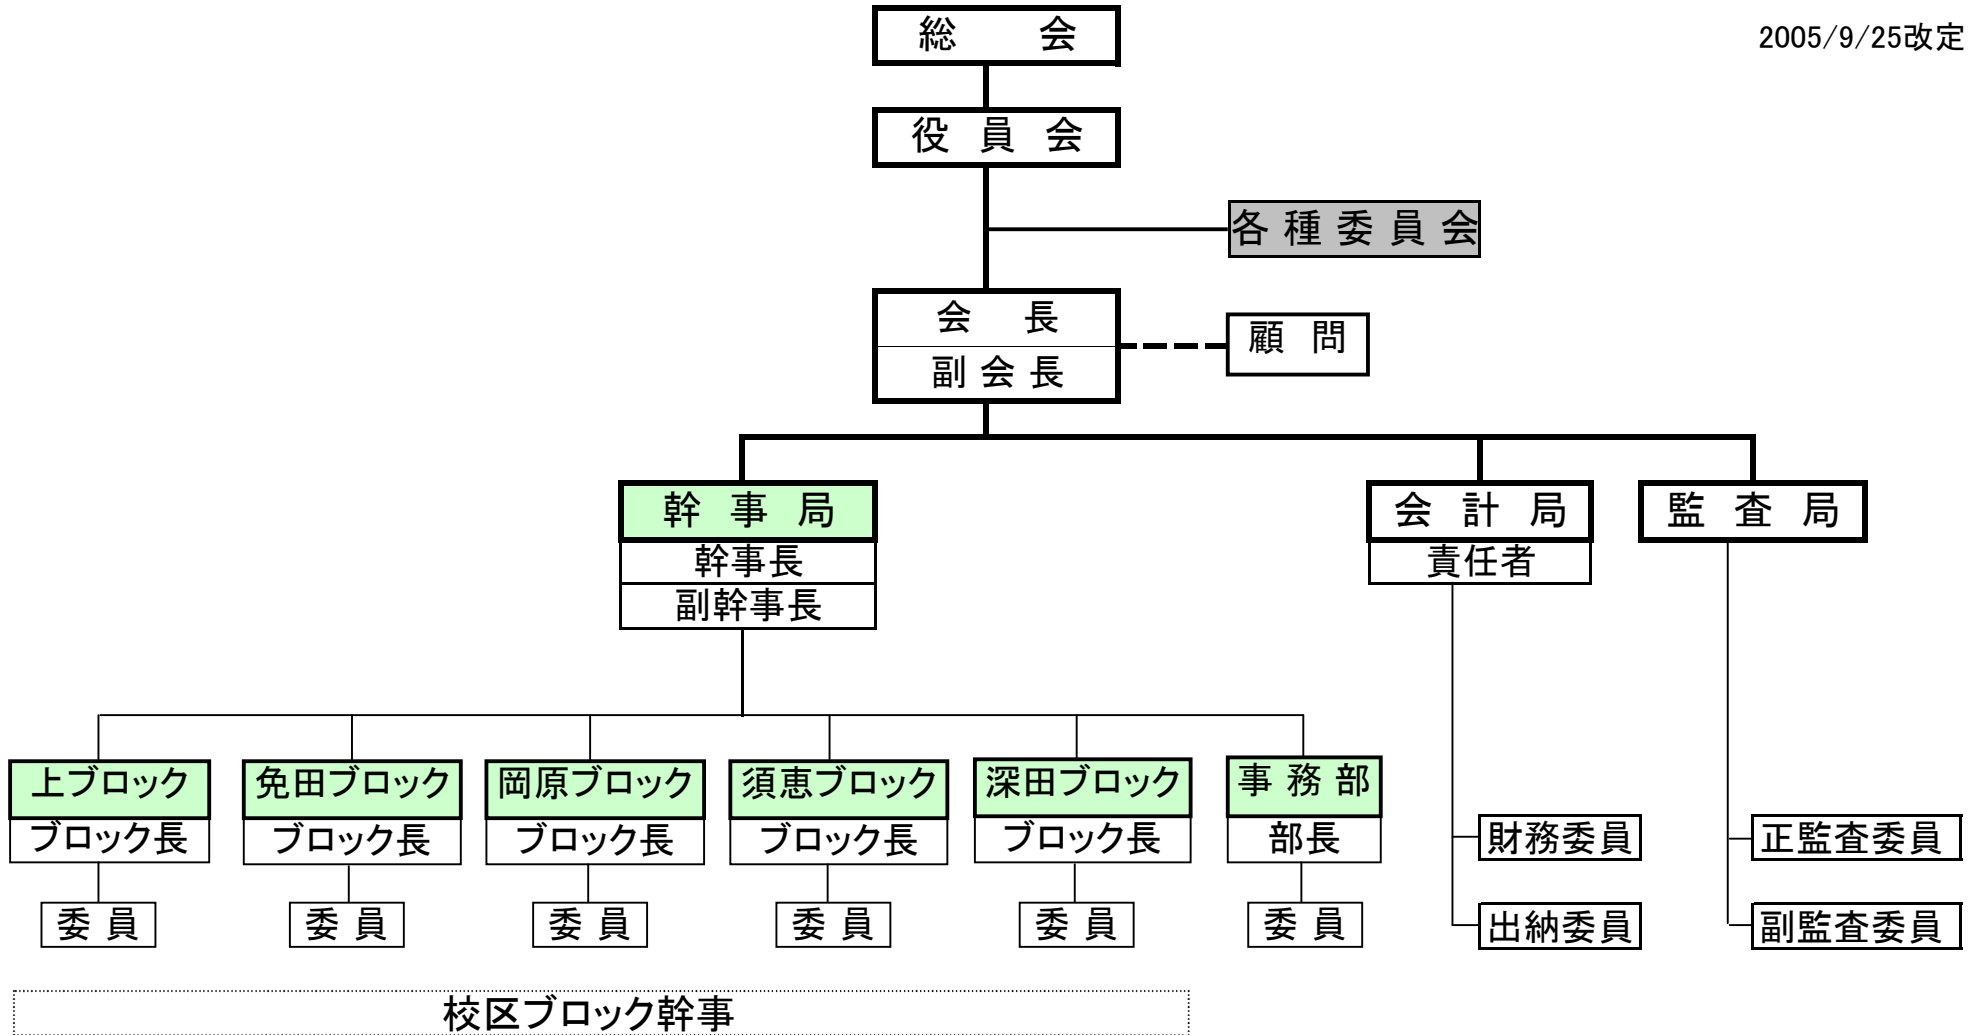 総 会
2005/9/25改定
役 員 会
各 種 委 員 会
会 長
顧 問
副 会 長
幹 事 局
会 計 局
監 査 局
幹事長
責任者
副幹事長
上ブロック
免田ブロック
岡原ブロック
須恵ブロック
深田ブロック
事 務 部
ブロック長
ブロック長
ブロック長
ブロック長
ブロック長
部長
財務委員
正監査委員
委 員
委 員
委 員
委 員
委 員
委 員
出納委員
副監査委員
校区ブロック幹事